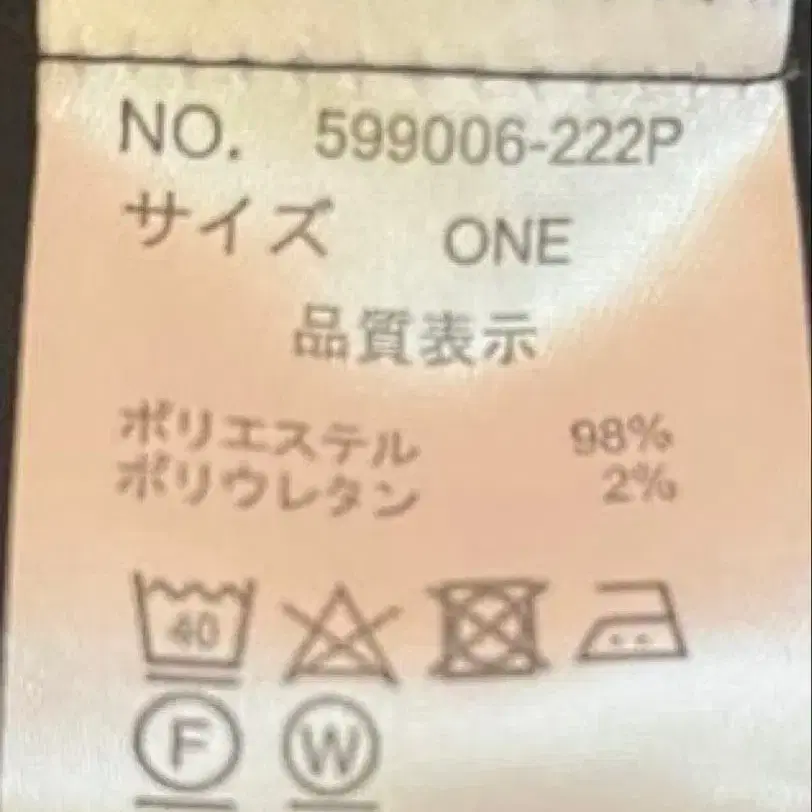 NO. 599006-222P
サイズ ONE
品質表示
ポリエステル 98%
ポリウレタン 2%
40
F W